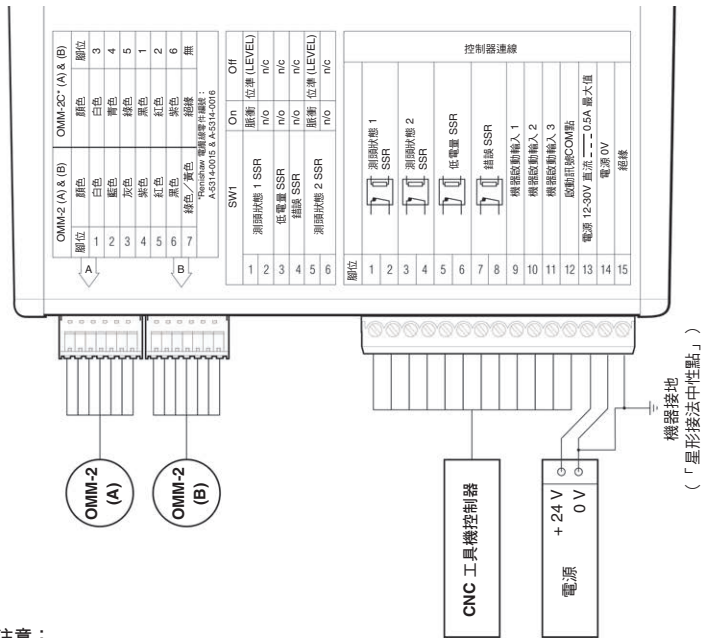 OMM-2 (A) & (B) OMM-2C* (A) & (B)
腳位 顏色 顏色 腳位
1 白色 白色 3
2 藍色 青色 4
3 灰色 綠色 5
4 紫色 黑色 1
5 紅色 紅色 2
6 黑色 紫色 6
7 綠色／黃色 絕緣 無
*Renishaw 電纜線零件編號：
A-5314-0015 & A-5314-0016
A
B
SW1 On Off
1 測頭狀態 1 SSR 脈衝 位準 (LEVEL)
2 n/o n/c
3 低電量 SSR n/o n/c
4 錯誤 SSR n/o n/c
5 測頭狀態 2 SSR 脈衝 位準 (LEVEL)
6 n/o n/c
控制器連線
腳位
1 測頭狀態 1
2 SSR
3 測頭狀態 2
4 SSR
5 低電量 SSR
6
7 錯誤 SSR
8
9 機器啟動輸入 1
10 機器啟動輸入 2
11 機器啟動輸入 3
12 啟動訊號COM點
13 電源 12-30V 直流 0.5A 最大值
14 電源 0V
15 絕緣
OMM-2
(A)
OMM-2
(B)
CNC 工具機控制器
電源
+ 24 V
0 V
機器接地
（「星形接法中性點」）
注意：